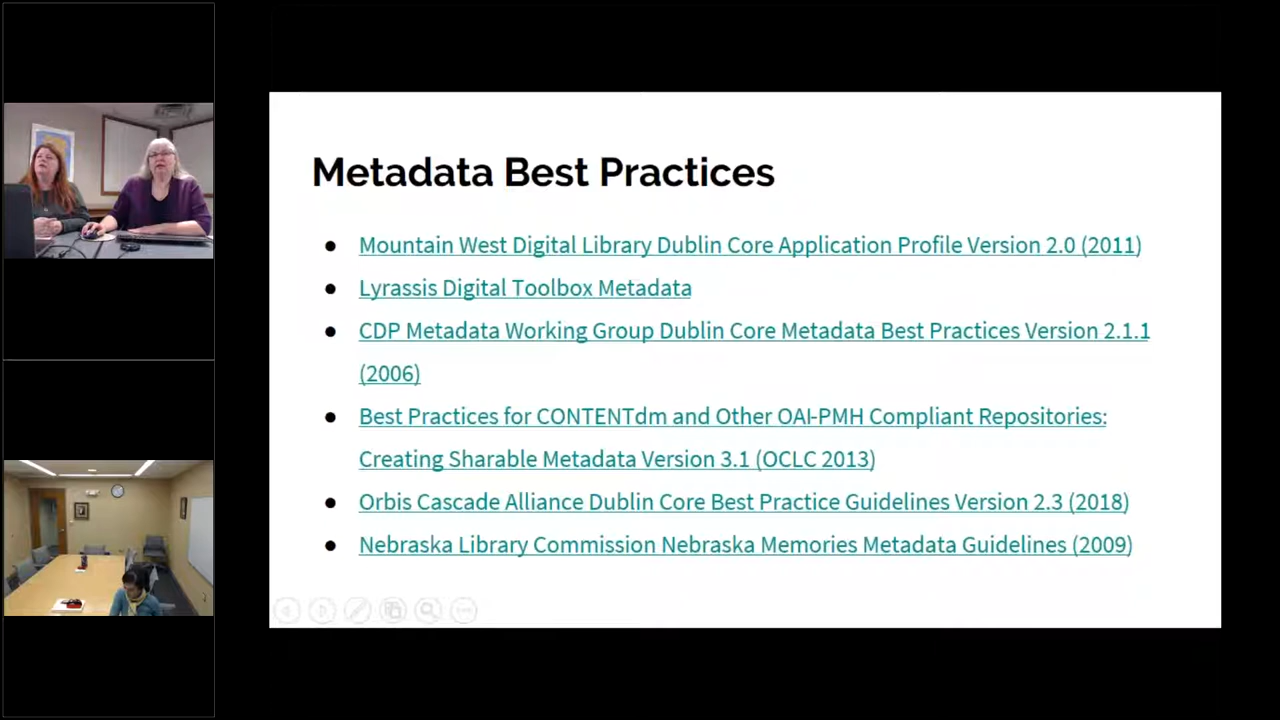 Metadata Best Practices
Mountain West Digital Library Dublin Core Application Profile Version 2.0 (2011)
Lyrassis Digital Toolbox Metadata
CDP Metadata Working Group Dublin Core Metadata Best Practices Version 2.1.1
(2006)
Best Practices for CONTENTdm and Other OAI-PMH Compliant Repositories:
Creating Sharable Metadata Version 3.1 (OCLC 2013)
Orbis Cascade Alliance Dublin Core Best Practice Guidelines Version 2.3 (2018)
Nebraska Library Commission Nebraska Memories Metadata Guidelines (2009)